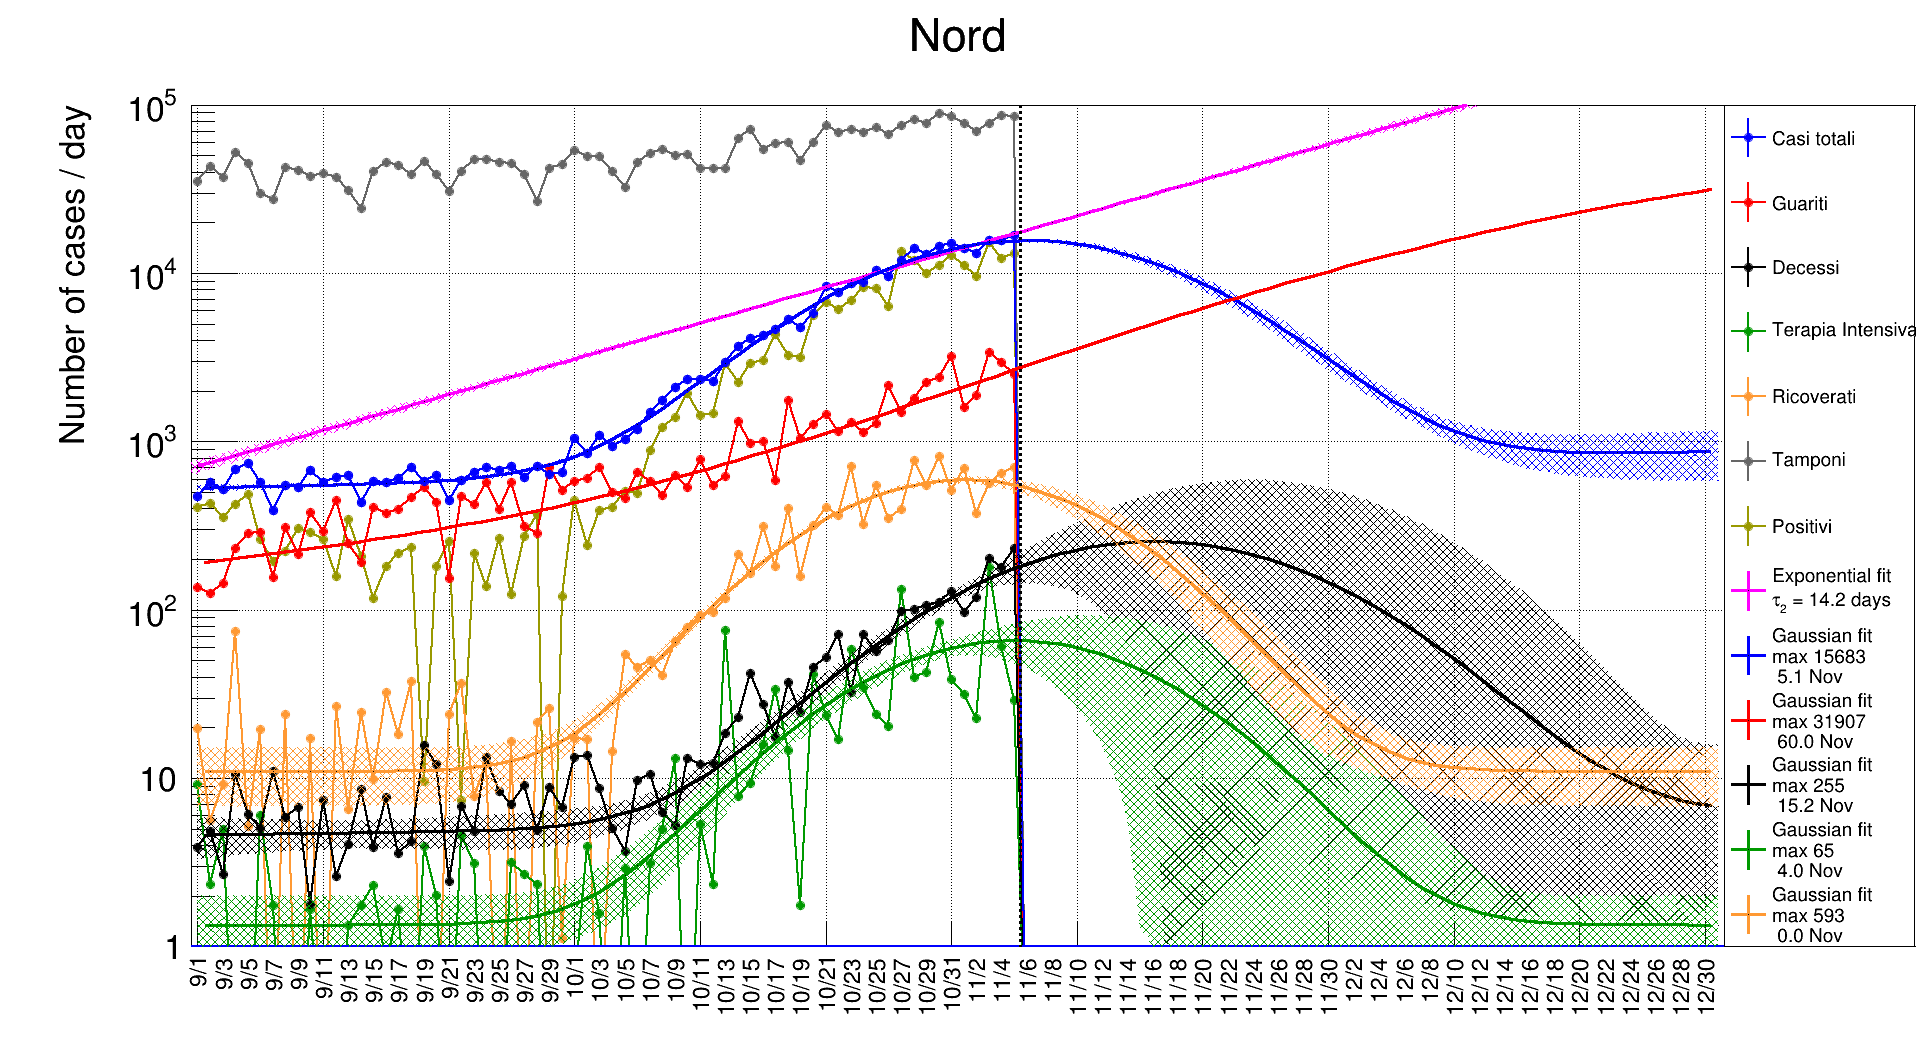 Nord
Number of cases / day
10^5
10^4
10^3
10^2
10
1
9/1
9/3
9/5
9/7
9/9
9/11
9/13
9/15
9/17
9/19
9/21
9/23
9/25
9/27
9/29
10/1
10/3
10/5
10/7
10/9
10/11
10/13
10/15
10/17
10/19
10/21
10/23
10/25
10/27
10/29
10/31
11/2
11/4
11/6
11/8
11/10
11/12
11/14
11/16
11/18
11/20
11/22
11/24
11/26
11/28
11/30
12/2
12/4
12/6
12/8
12/10
12/12
12/14
12/16
12/18
12/20
12/22
12/24
12/26
12/28
12/30
Casi totali
Guariti
Decessi
Terapia Intensiva
Ricoverati
Tamponi
Positivi
Exponential fit
τ2 = 14.2 days
Gaussian fit
max 15683
5.1 Nov
Gaussian fit
max 31907
60.0 Nov
Gaussian fit
max 255
15.2 Nov
Gaussian fit
max 65
4.0 Nov
Gaussian fit
max 593
0.0 Nov